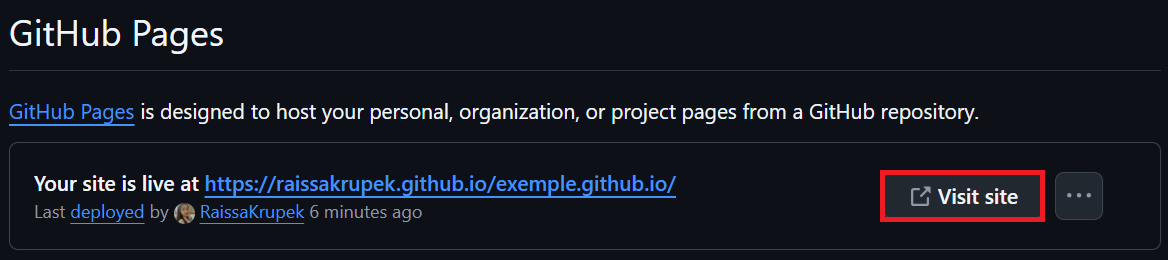 GitHub Pages
GitHub Pages is designed to host your personal, organization, or project pages from a GitHub repository.
Your site is live at https://raissakrupek.github.io/exemple.github.io/
Last deployed by RaissaKrupek 6 minutes ago
Visit site